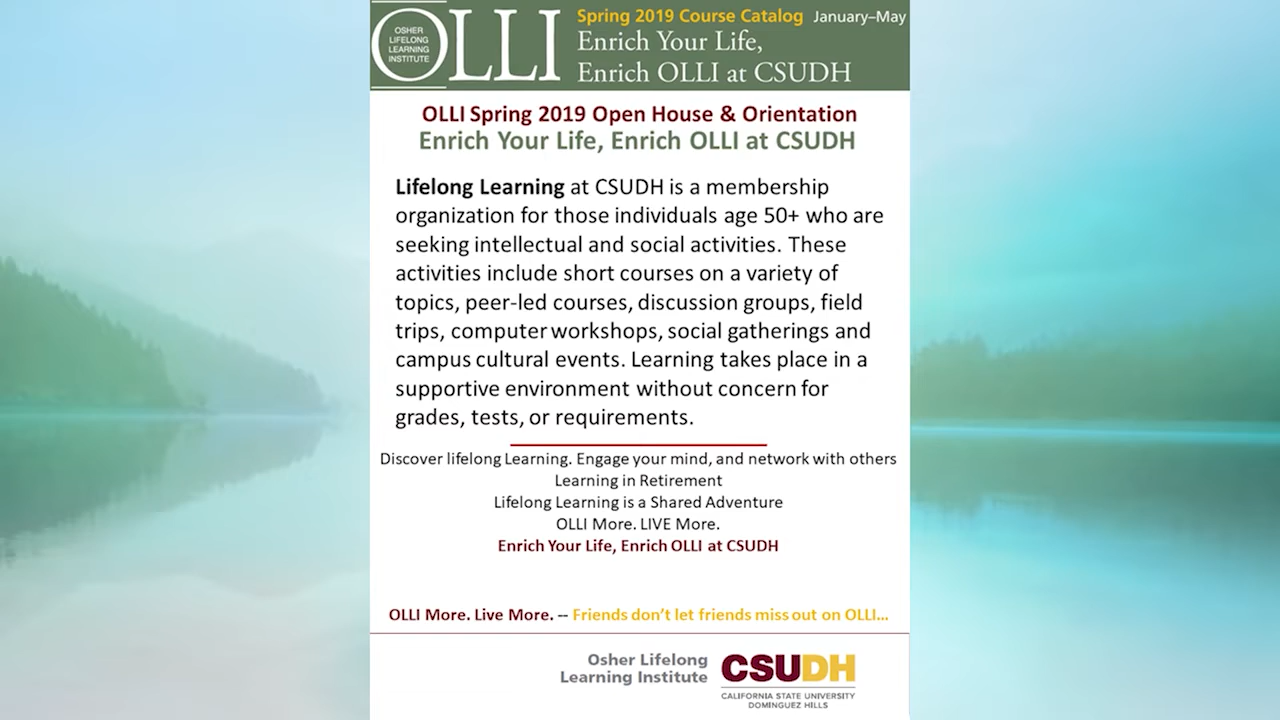 OLLI
OSHER
LIFELONG
LEARNING
INSTITUTE
Spring 2019 Course Catalog January–May
Enrich Your Life,
Enrich OLLI at CSUDH
OLLI Spring 2019 Open House & Orientation
Enrich Your Life, Enrich OLLI at CSUDH
Lifelong Learning at CSUDH is a membership
organization for those individuals age 50+ who are
seeking intellectual and social activities. These
activities include short courses on a variety of
topics, peer-led courses, discussion groups, field
trips, computer workshops, social gatherings and
campus cultural events. Learning takes place in a
supportive environment without concern for
grades, tests, or requirements.
Discover lifelong Learning. Engage your mind, and network with others
Learning in Retirement
Lifelong Learning is a Shared Adventure
OLLI More. LIVE More.
Enrich Your Life, Enrich OLLI at CSUDH
OLLI More. Live More. -- Friends don't let friends miss out on OLLI...
Osher Lifelong
Learning Institute
CSUDH
CALIFORNIA STATE UNIVERSITY
DOMINGUEZ HILLS